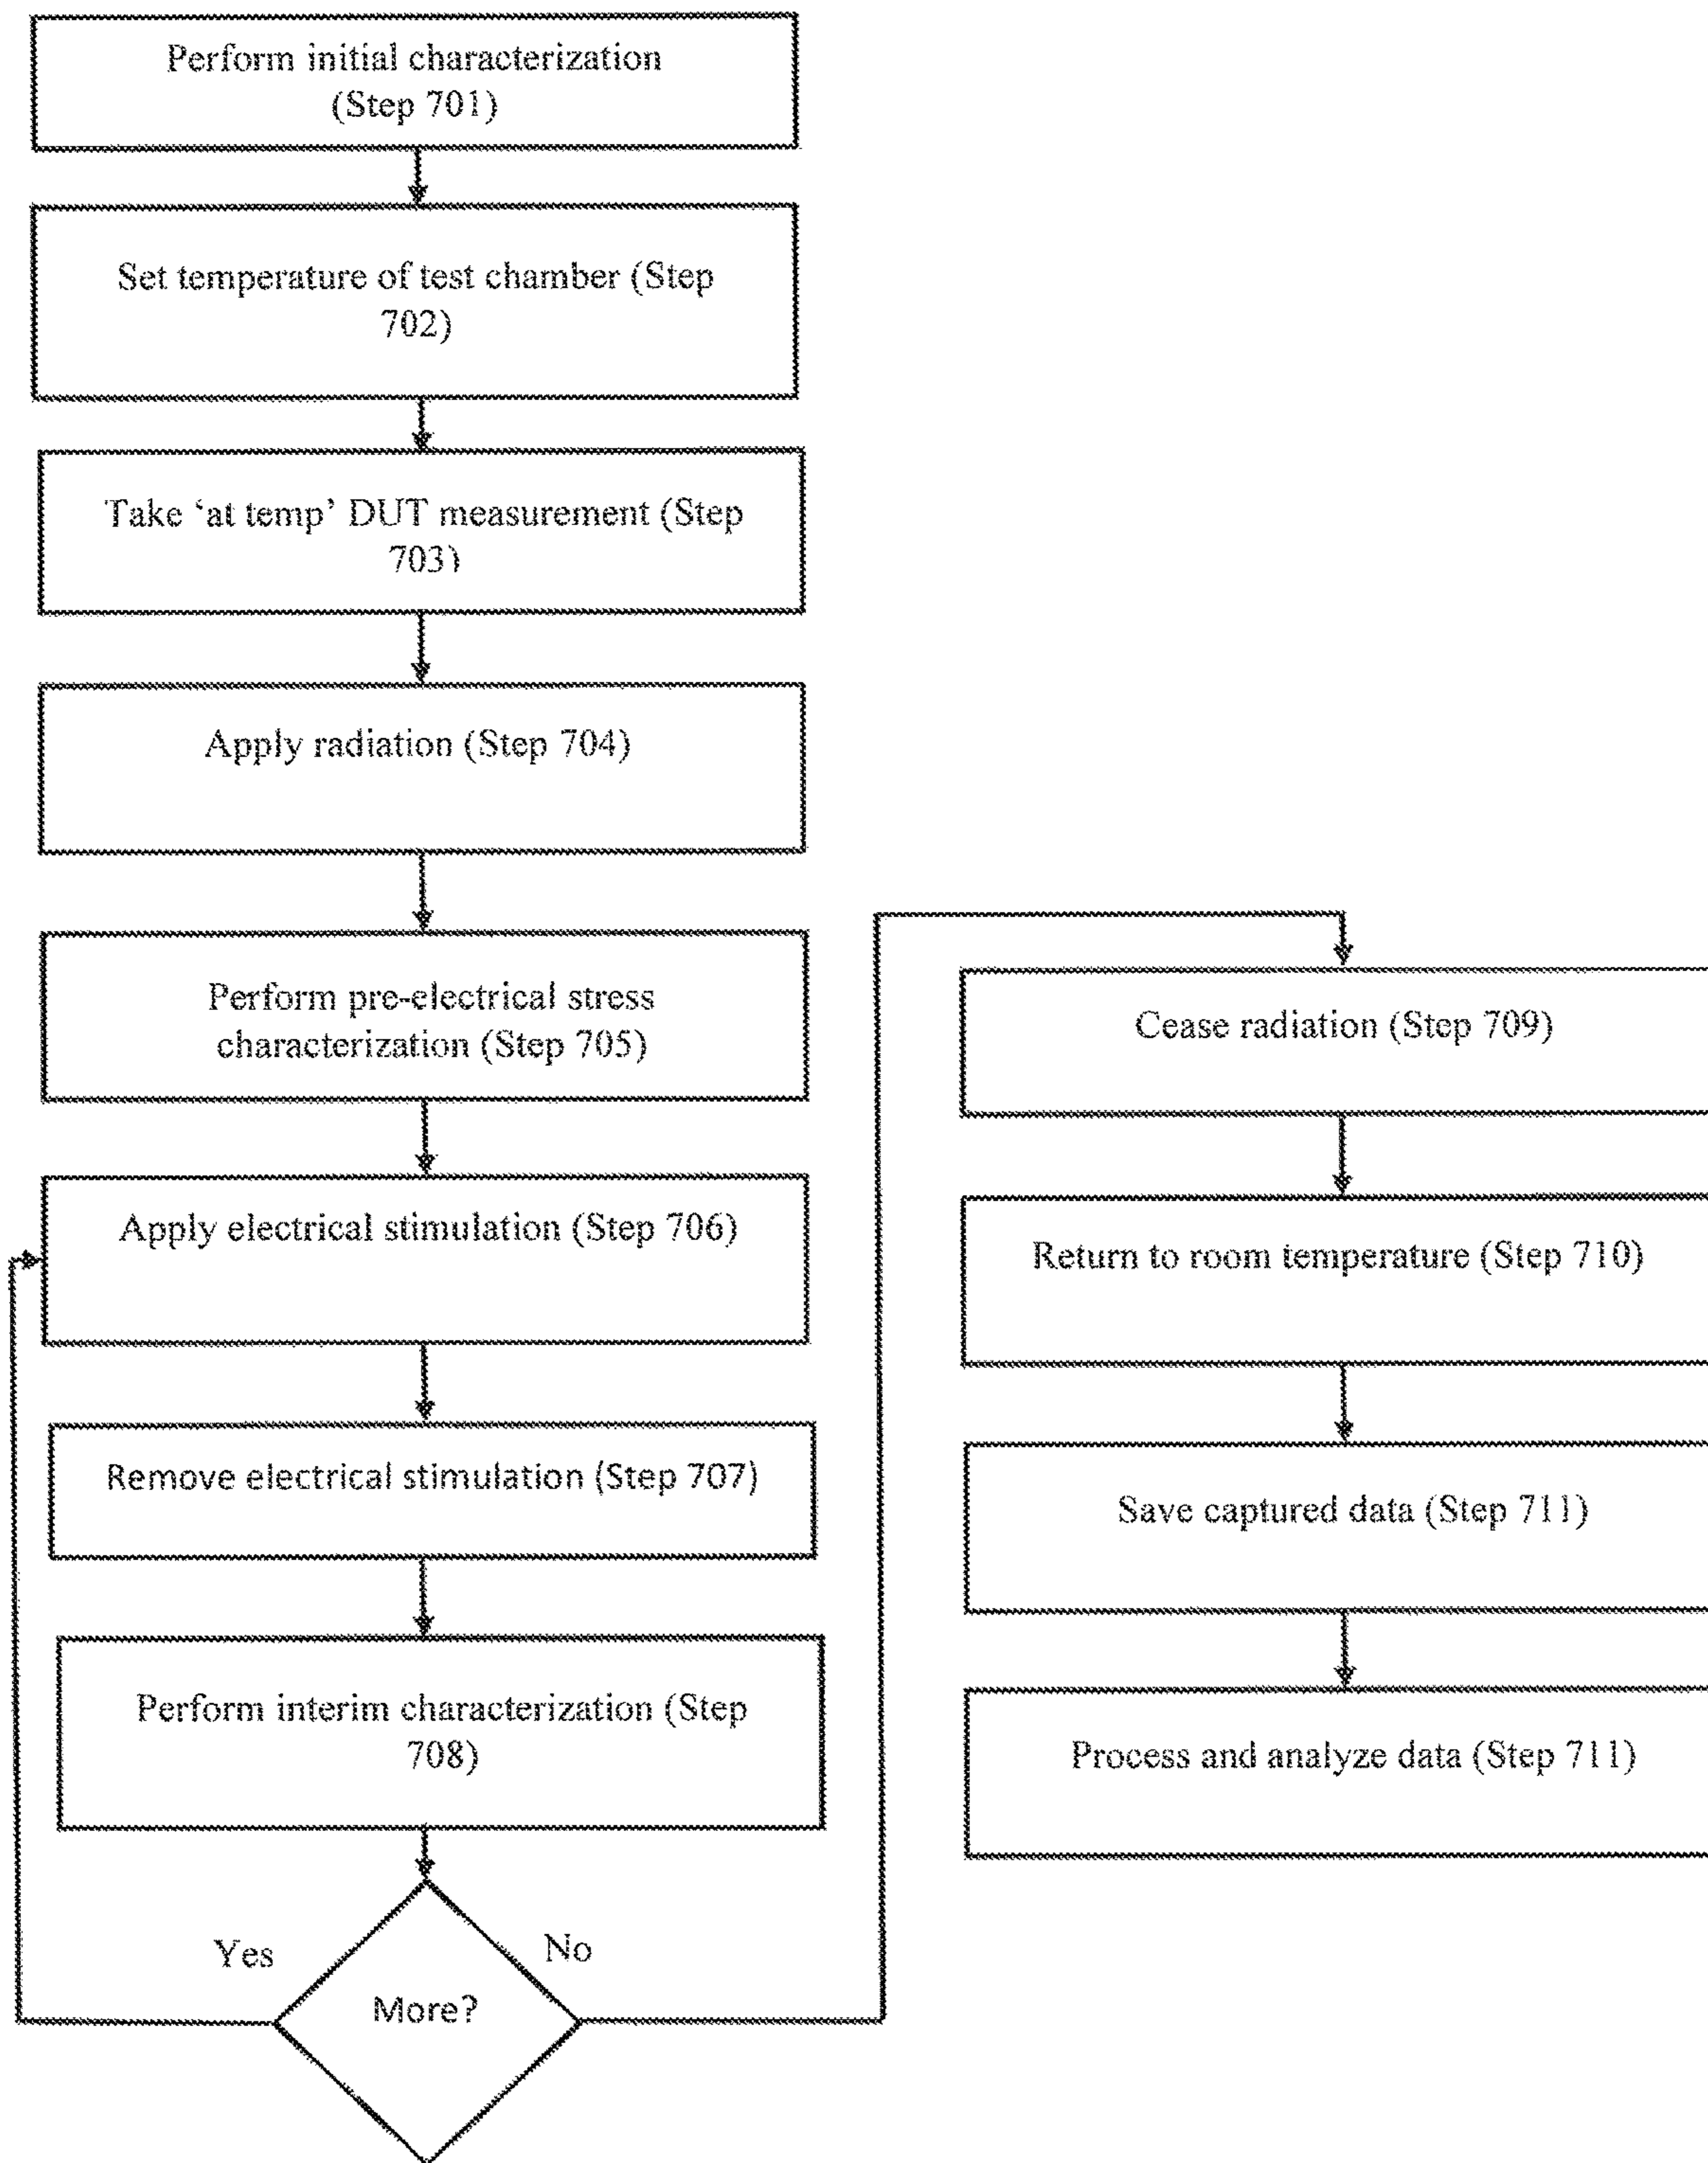 Perform initial characterization
(Step 701)
Set temperature of test chamber (Step
702)
Take ‘at temp’ DUT measurement (Step
703)
Apply radiation (Step 704)
Perform pre-electrical stress
characterization (Step 705)
Apply electrical stimulation (Step 706)
Remove electrical stimulation (Step 707)
Perform interim characterization (Step
708)
Yes
No
More?
Cease radiation (Step 709)
Return to room temperature (Step 710)
Save captured data (Step 711)
Process and analyze data (Step 711)